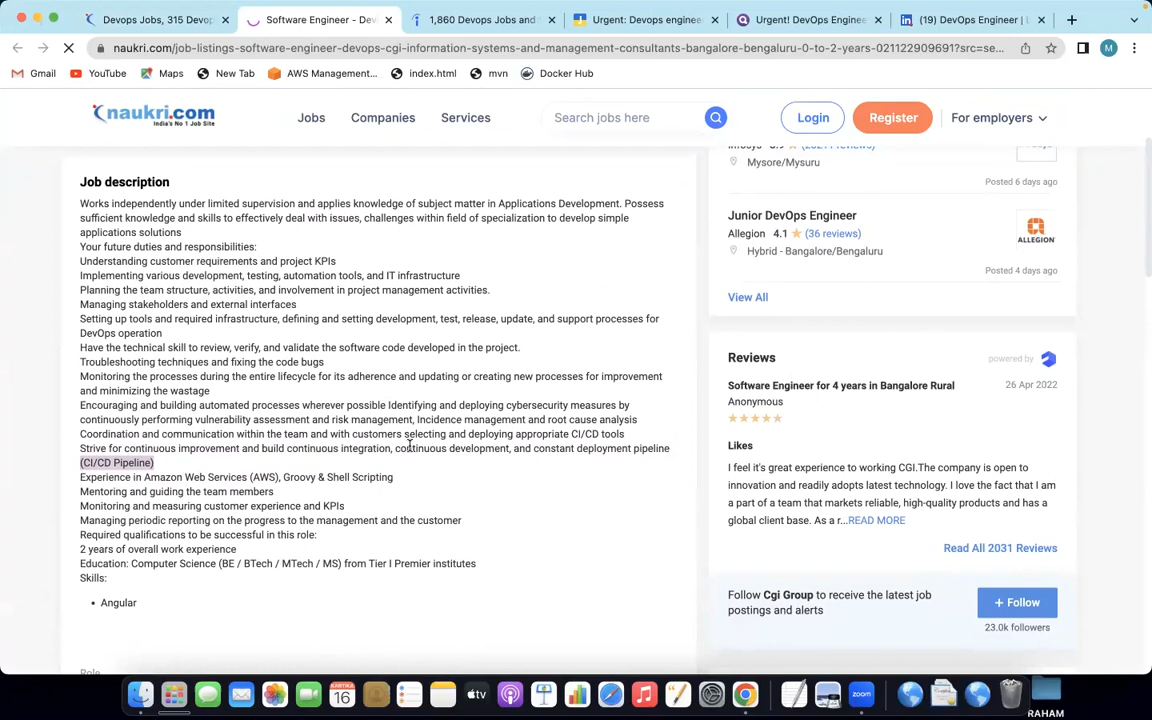 Devops Jobs, 315 Devop
Software Engineer - Dev
1,860 Devops Jobs and
Urgent: Devops engineer
Urgent! DevOps Engineer
(19) DevOps Engineer |
naukri.com/job-listings-software-engineer-devops-cgi-information-systems-and-management-consultants-bangalore-bengaluru-0-to-2-years-021122909691?src=se...
M
Gmail
YouTube
Maps
New Tab
AWS Management...
index.html
mvn
Docker Hub
naukri.com
India's No 1 Job Site
Jobs
Companies
Services
Search jobs here
Login
Register
For employers
Job description
Works independently under limited supervision and applies knowledge of subject matter in Applications Development. Possess
sufficient knowledge and skills to effectively deal with issues, challenges within field of specialization to develop simple
applications solutions
Your future duties and responsibilities:
Understanding customer requirements and project KPIs
Implementing various development, testing, automation tools, and IT infrastructure
Planning the team structure, activities, and involvement in project management activities.
Managing stakeholders and external interfaces
Setting up tools and required infrastructure, defining and setting development, test, release, update, and support processes for
DevOps operation
Have the technical skill to review, verify, and validate the software code developed in the project.
Troubleshooting techniques and fixing the code bugs
Monitoring the processes during the entire lifecycle for its adherence and updating or creating new processes for improvement
and minimizing the wastage
Encouraging and building automated processes wherever possible Identifying and deploying cybersecurity measures by
continuously performing vulnerability assessment and risk management, Incidence management and root cause analysis
Coordination and communication within the team and with customers selecting and deploying appropriate CI/CD tools
Strive for continuous improvement and build continuous integration, continuous development, and constant deployment pipeline
(CI/CD Pipeline)
Experience in Amazon Web Services (AWS), Groovy & Shell Scripting
Mentoring and guiding the team members
Monitoring and measuring customer experience and KPIs
Managing periodic reporting on the progress to the management and the customer
Required qualifications to be successful in this role:
2 years of overall work experience
Education: Computer Science (BE / BTech / MTech / MS) from Tier I Premier institutes
Skills:
• Angular
Role
Infosys
Mysore/Mysuru
Posted 6 days ago
Junior DevOps Engineer
Allegion 4.1 (36 reviews)
ALLEGION
Hybrid - Bangalore/Bengaluru
Posted 4 days ago
View All
Reviews
powered by
Software Engineer for 4 years in Bangalore Rural
26 Apr 2022
Anonymous
Likes
I feel it's great experience to working CGI.The company is open to
innovation and readily adopts latest technology. I love the fact that I
am a part of a team that markets reliable, high-quality products and has a
global client base. As a r...READ MORE
Read All 2031 Reviews
Follow Cgi Group to receive the latest job
postings and alerts
+ Follow
23.0k followers
16
tv
zoom
RAHAM